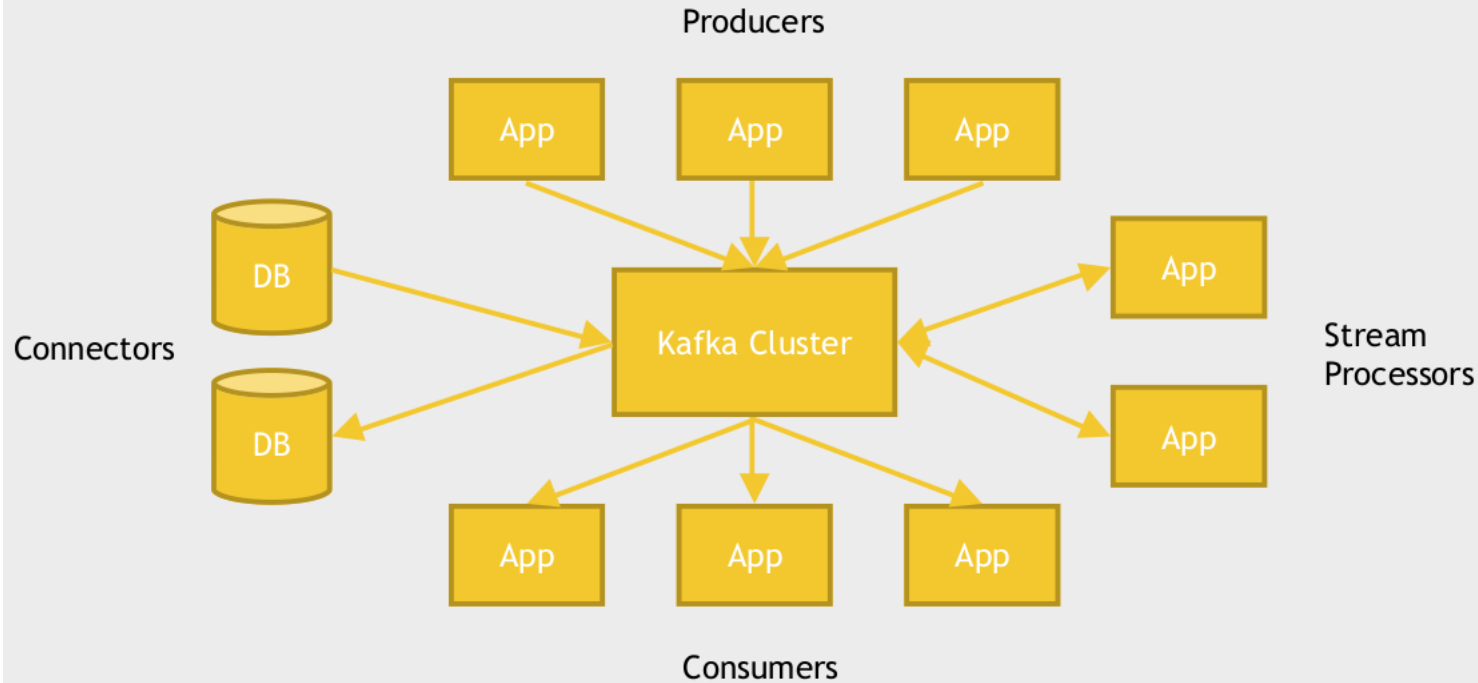 Producers
App
App
App
DB
App
Kafka Cluster
Connectors
Stream
Processors
DB
App
App
App
App
Consumers